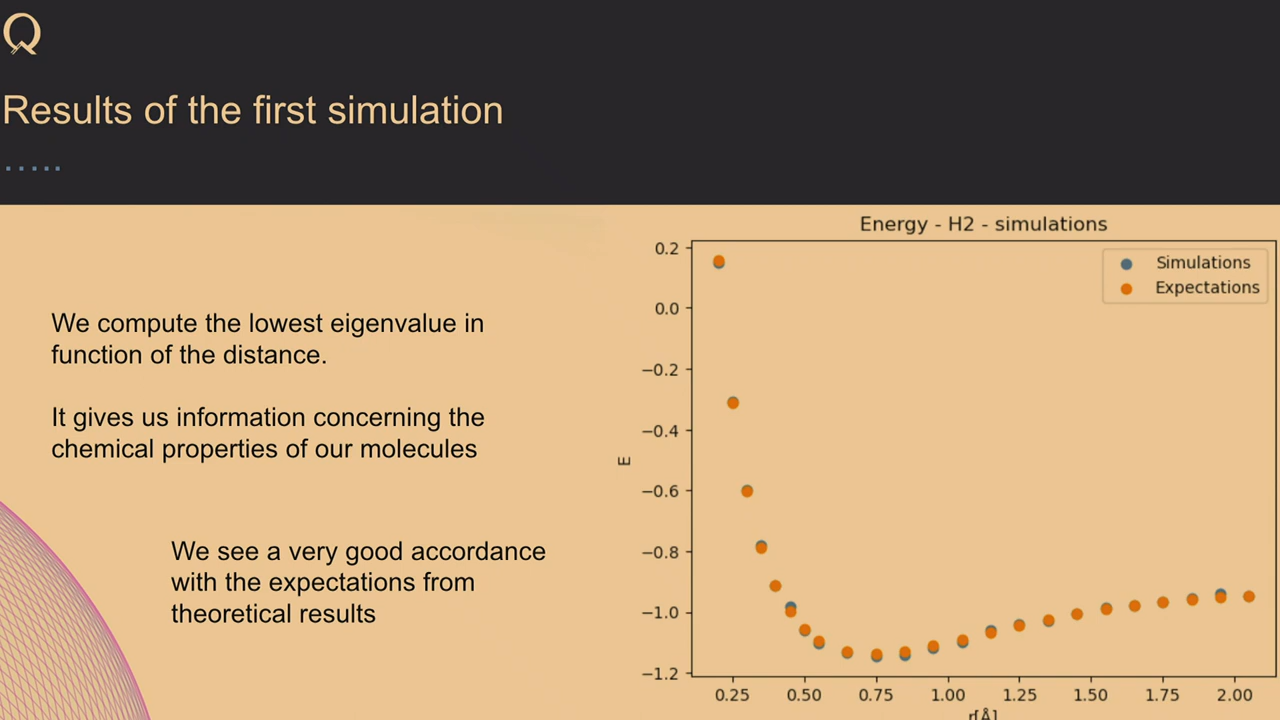 Q
Results of the first simulation
.....
We compute the lowest eigenvalue in
function of the distance.
It gives us information concerning the
chemical properties of our molecules
We see a very good accordance
with the expectations from
theoretical results
Energy - H2 - simulations
Simulations
Expectations
E
0.2
0.0
−0.2
−0.4
−0.6
−0.8
−1.0
−1.2
0.25 0.50 0.75 1.00 1.25 1.50 1.75 2.00
r[Å]